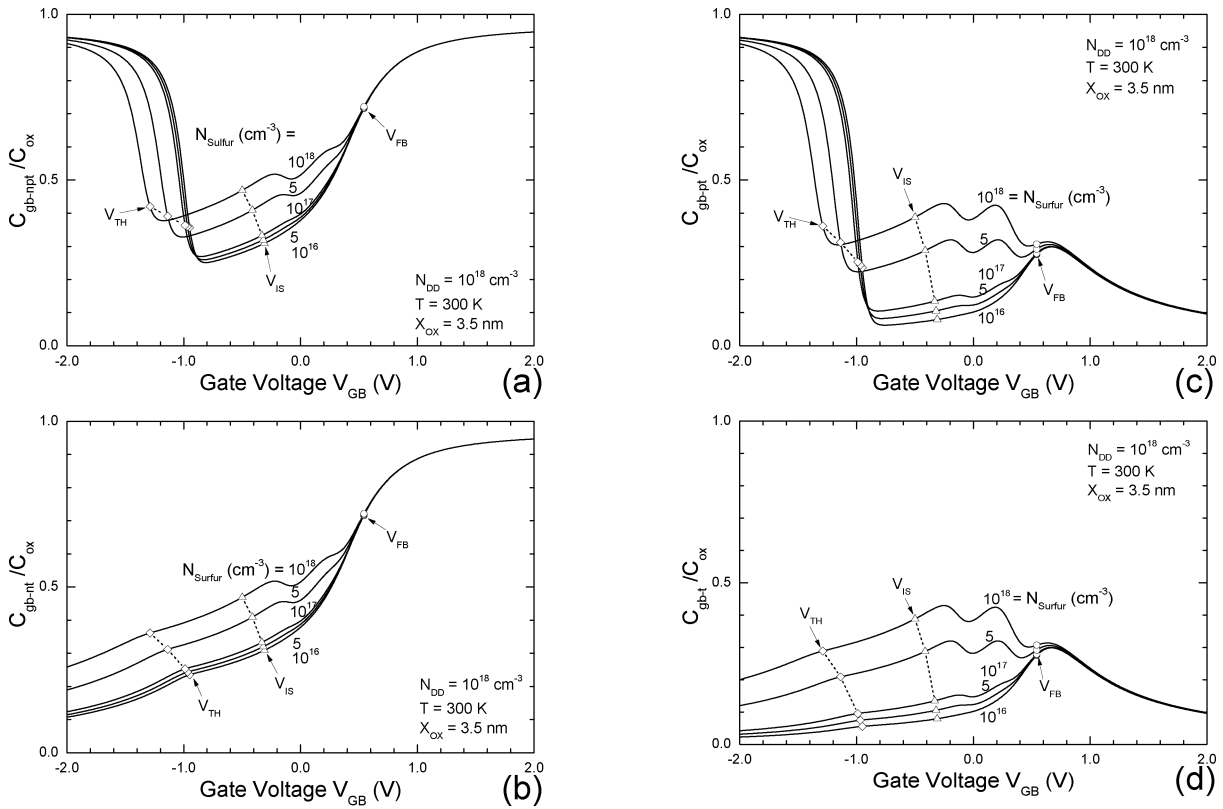 1.0
N_Sulfur (cm^-3) =
10^18
5
10^17
5
10^16
V_FB
V_TH
V_IS
N_DD = 10^18 cm^-3
T = 300 K
X_OX = 3.5 nm
C_gb-npt /C_ox
0.5
0.0
-2.0 -1.0 0.0 1.0 2.0
Gate Voltage V_GB (V)
(a)
1.0
N_Surfur (cm^-3) = 10^18
5
10^17
5
10^16
V_FB
V_IS
V_TH
N_DD = 10^18 cm^-3
T = 300 K
X_OX = 3.5 nm
C_gb-nt /C_ox
0.5
0.0
-2.0 -1.0 0.0 1.0 2.0
Gate Voltage V_GB (V)
(b)
1.0
N_DD = 10^18 cm^-3
T = 300 K
X_OX = 3.5 nm
V_IS
10^18 = N_Surfur (cm^-3)
V_TH
5
10^17
5
10^16
V_FB
C_gb-pt /C_ox
0.5
0.0
-2.0 -1.0 0.0 1.0 2.0
Gate Voltage V_GB (V)
(c)
1.0
N_DD = 10^18 cm^-3
T = 300 K
X_OX = 3.5 nm
V_IS
10^18 = N_Surfur (cm^-3)
V_TH
5
10^17
5
10^16
V_FB
C_gb-t /C_ox
0.5
0.0
-2.0 -1.0 0.0 1.0 2.0
Gate Voltage V_GB (V)
(d)